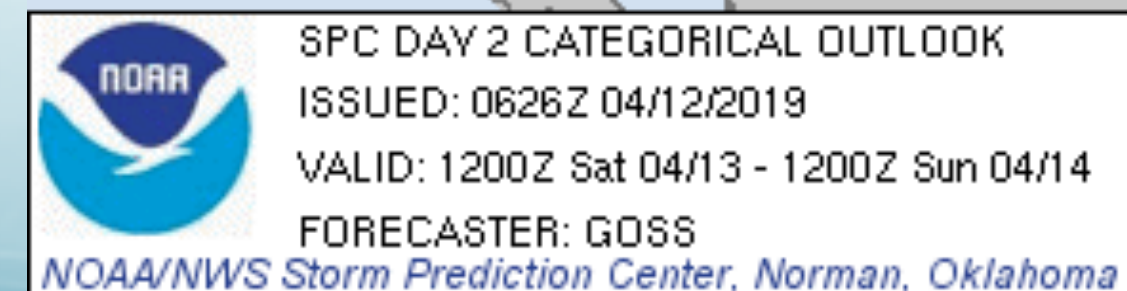 NOAA
SPC DAY 2 CATEGORICAL OUTLOOK
ISSUED: 0626Z 04/12/2019
VALID: 1200Z Sat 04/13 - 1200Z Sun 04/14
FORECASTER: GOSS
NOAA/NWS Storm Prediction Center, Norman, Oklahoma